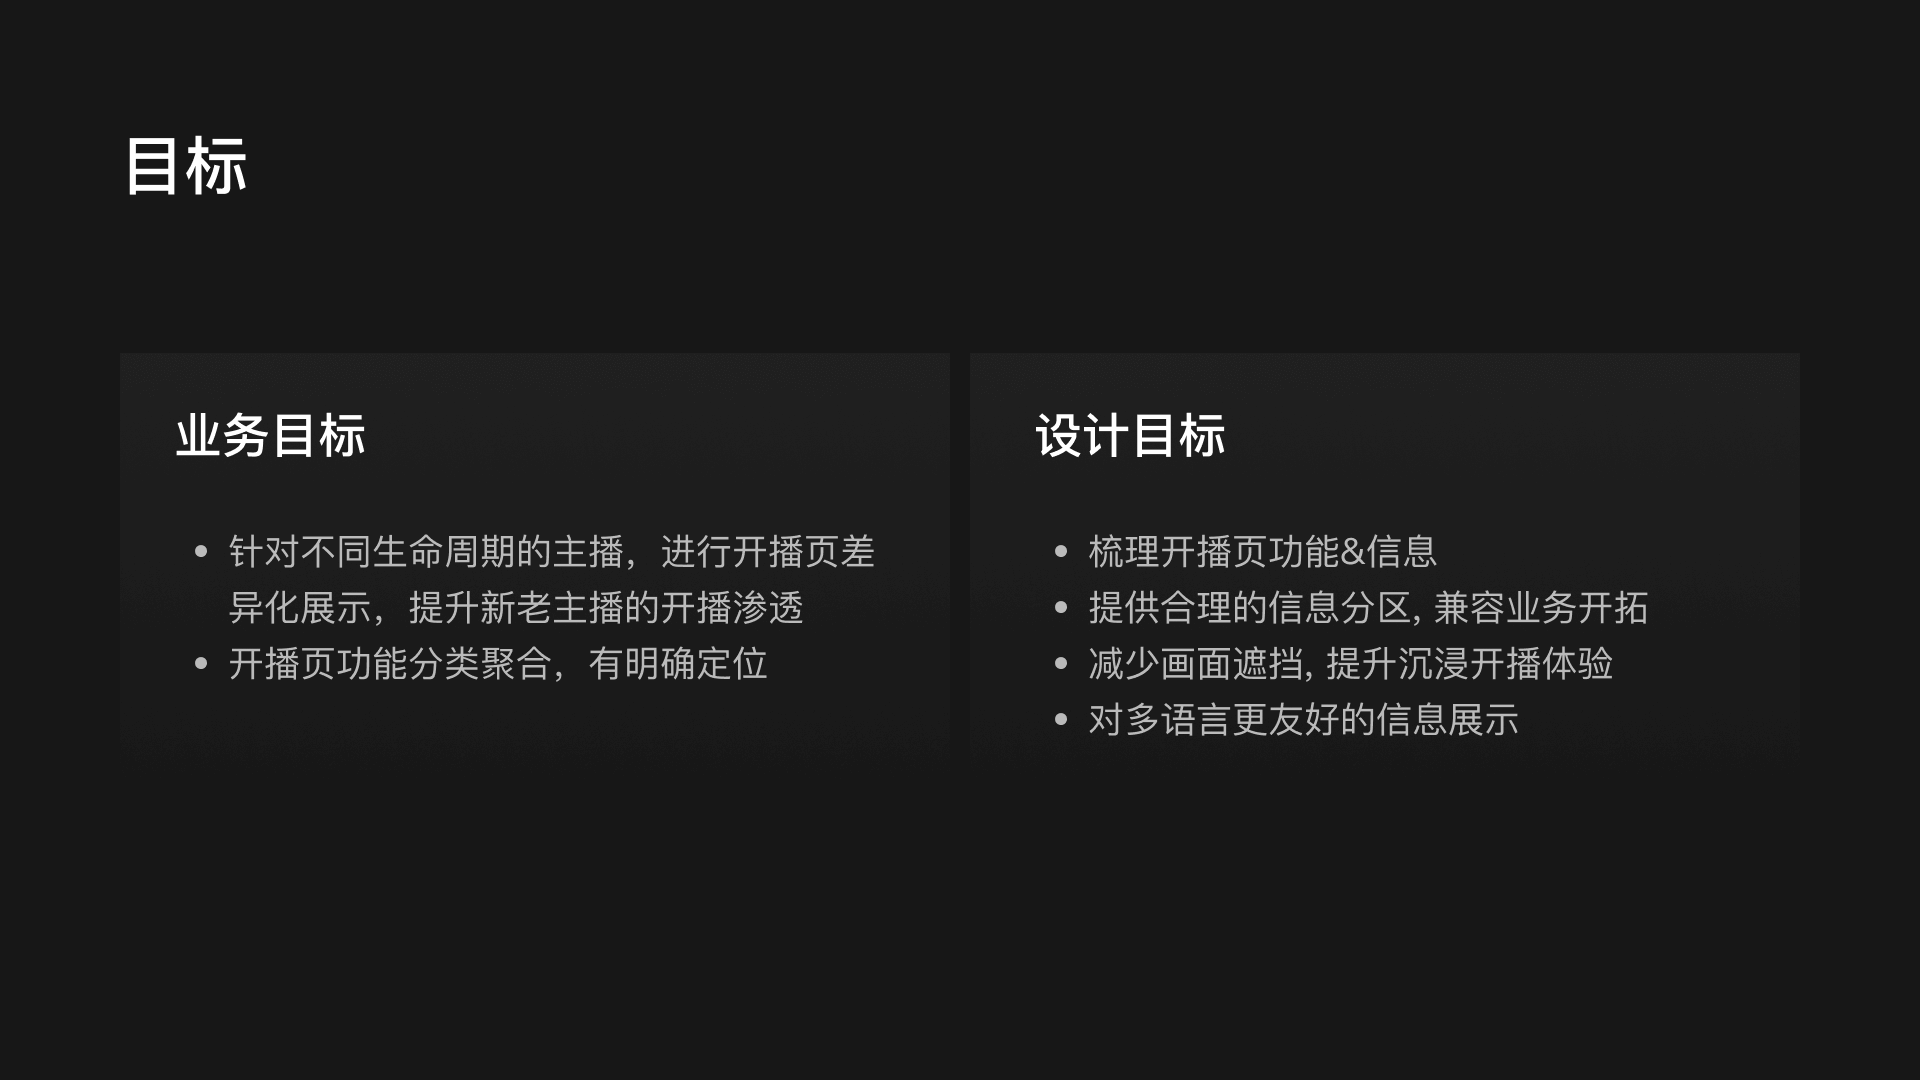 目标
业务目标
• 针对不同生命周期的主播，进行开播页差
异化展示，提升新老主播的开播渗透
• 开播页功能分类聚合，有明确定位
设计目标
• 梳理开播页功能&信息
• 提供合理的信息分区, 兼容业务开拓
• 减少画面遮挡, 提升沉浸开播体验
• 对多语言更友好的信息展示